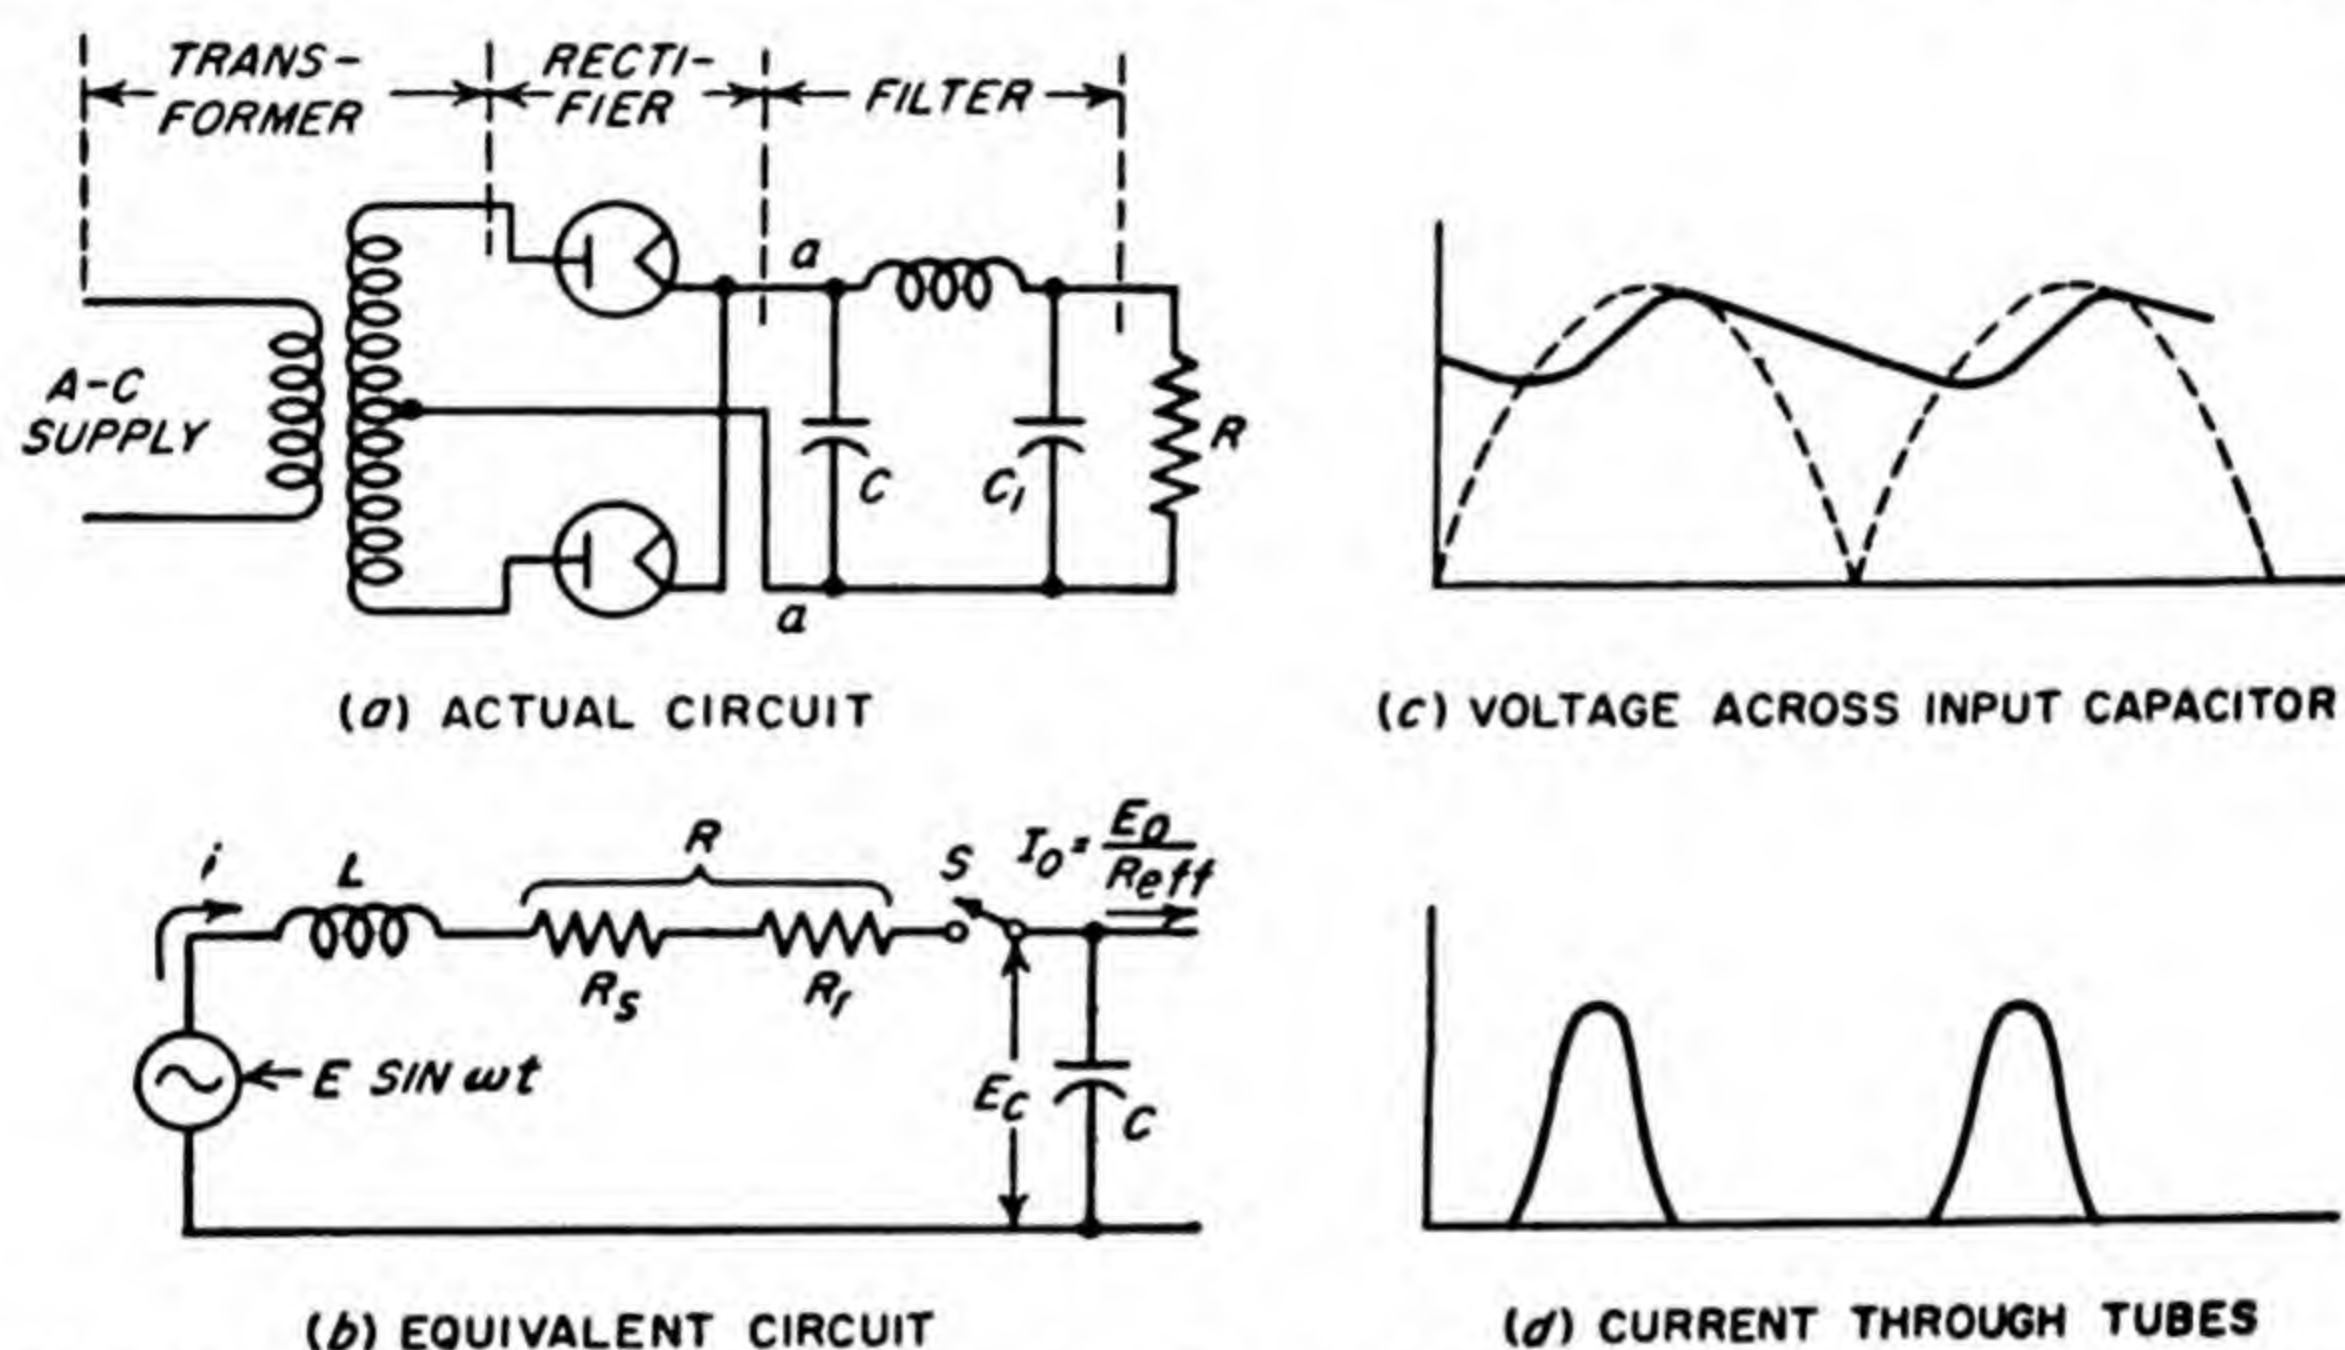 TRANS-
FORMER
RECTI-
FIER
FILTER
A-C
SUPPLY
a
C
C1
R
a
(a) ACTUAL CIRCUIT
(c) VOLTAGE ACROSS INPUT CAPACITOR
i
L
R
S
I0 = E0
Reff
Rs
Rr
E SIN ωt
EC
C
(b) EQUIVALENT CIRCUIT
(d) CURRENT THROUGH TUBES